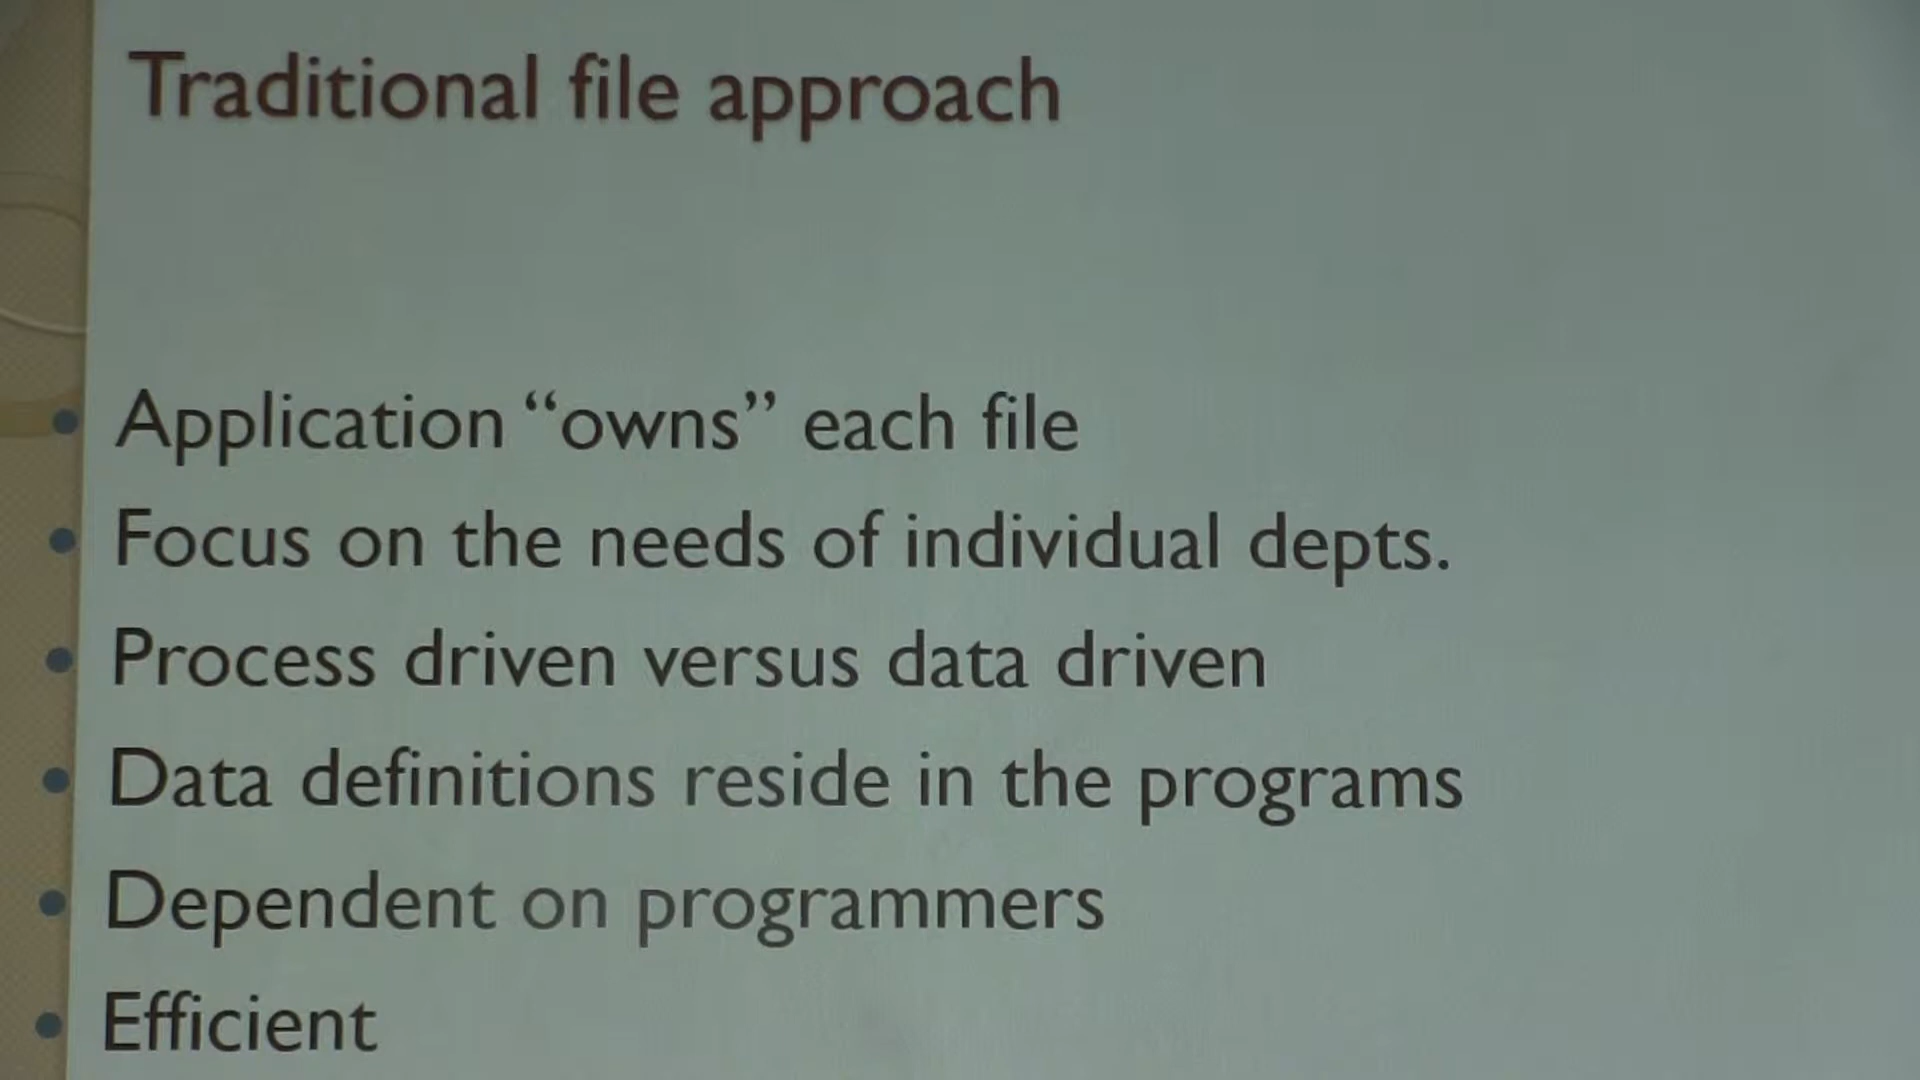 Traditional file approach
• Application “owns” each file
• Focus on the needs of individual depts.
• Process driven versus data driven
• Data definitions reside in the programs
• Dependent on programmers
• Efficient